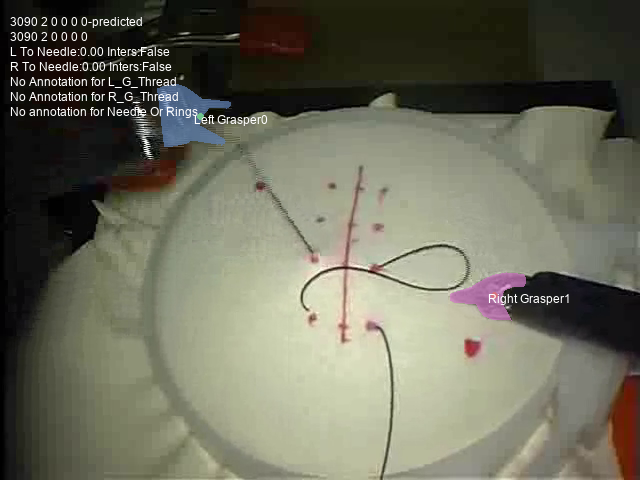 3090 2 0 0 0 0-predicted
3090 2 0 0 0 0
L To Needle:0.00 Inters:False
R To Needle:0.00 Inters:False
No Annotation for L_G_Thread
No Annotation for R_G_Thread
No annotation for Needle Or Rings
Left Grasper0
Right Grasper1